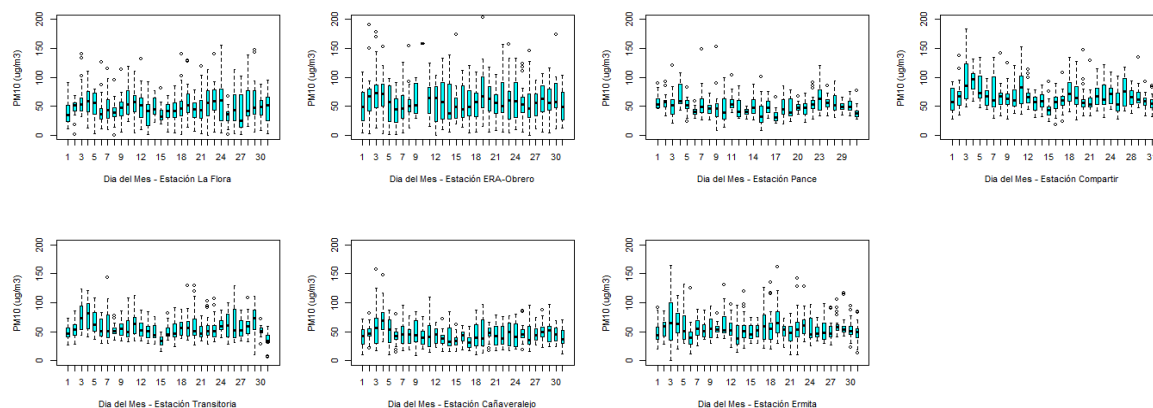 PM10 (ug/m3)
200
150
100
50
0
1 3 5 7 9 12 15 18 21 24 27 30
Dia del Mes - Estación La Flora
PM10 (ug/m3)
200
150
100
50
0
1 3 5 7 9 12 15 18 21 24 27 30
Dia del Mes - Estación ERA-Obrero
PM10 (ug/m3)
200
150
100
50
0
1 3 5 7 9 11 14 17 20 23 29
Dia del Mes - Estación Pance
PM10 (ug/m3)
200
150
100
50
0
1 3 5 7 9 12 15 18 21 24 27 30
Dia del Mes - Estación Compartir
PM10 (ug/m3)
200
150
100
50
0
1 3 5 7 9 12 15 18 21 24 27 30
Dia del Mes - Estación Transitoria
PM10 (ug/m3)
200
150
100
50
0
1 3 5 7 9 12 15 18 21 24 27 30
Dia del Mes - Estación Cañaveralejo
PM10 (ug/m3)
200
150
100
50
0
1 3 5 7 9 12 15 18 21 24 27 30
Dia del Mes - Estación Ermita